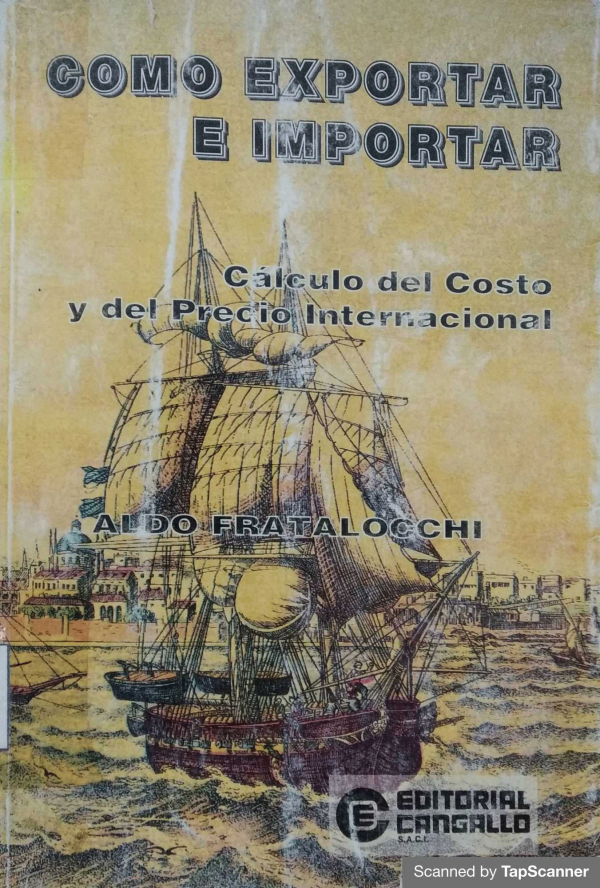 COMO EXPORTAR
E IMPORTAR
Cálculo del Costo
y del Precio Internacional
ALDO FRATALOCCHI
EDITORIAL
CANGALLO
S.A.C.I.
Scanned by TapScanner